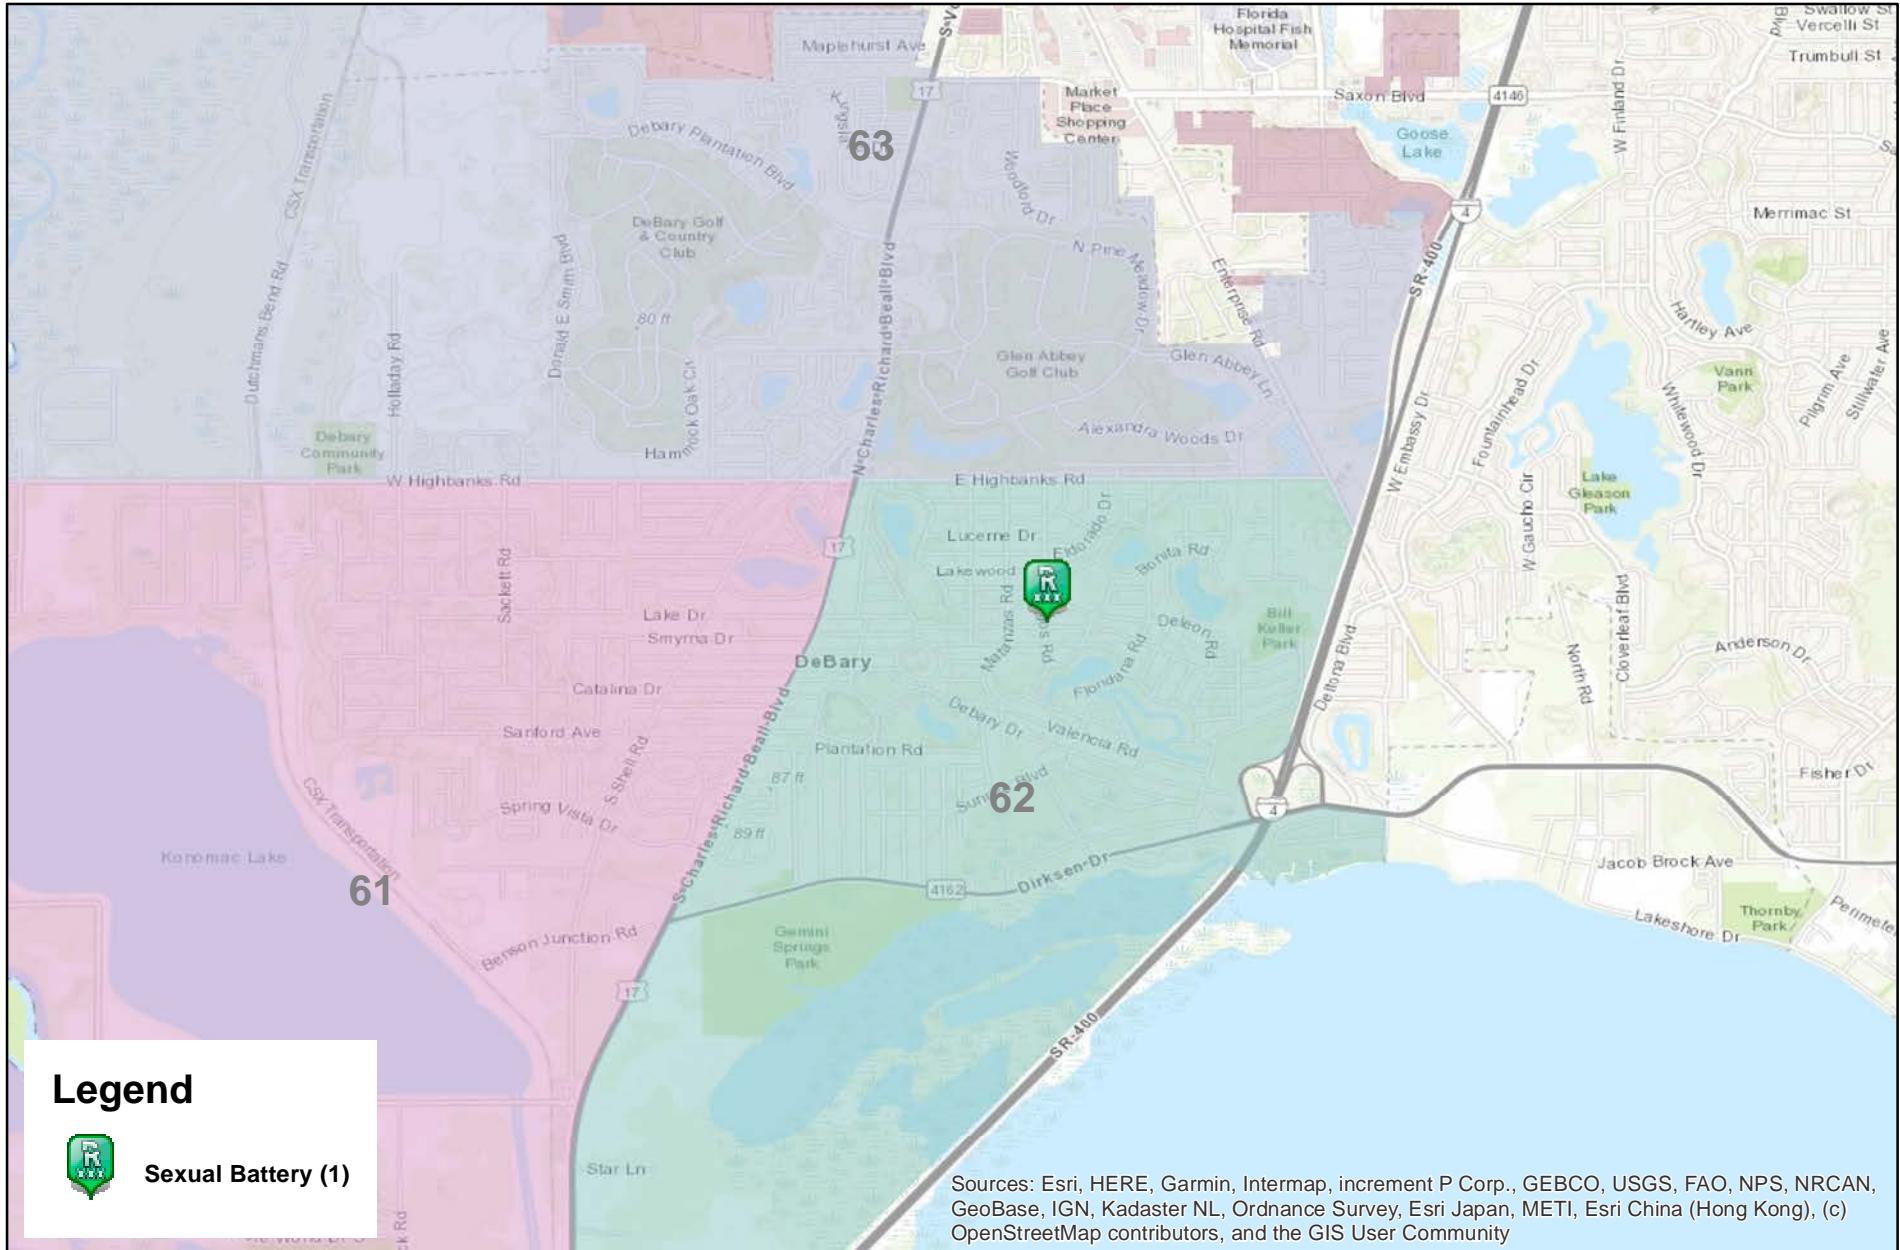 Maplehurst Ave
Florida
Hospital Fish
Memorial
Swallow St
Vercelli St
Trumbull St
Blvd
17
Market
Place
Shopping
Center
Saxon Blvd
4146
Goose
Lake
W Finland Dr
CSX Transportation
Debary Plantation Blvd
63
Woodford Dr
DeBary Golf
& Country
Club
N Pine Meadow Dr
Enterprise Rd
4
Merrimac St
SR-400
Dutchmans Bend Rd
Donald E Smith Blvd
80 ft
N Charles Richard Beall Blvd
Holladay Rd
Hammock Oak Cir
Glen Abbey
Golf Club
Glen Abbey Ln
Hartley Ave
Vann
Park
Pilgrim Ave
Stillwater Ave
Whitewood Dr
Fountainhead Dr
W Embassy Dr
Debary
Community
Park
Alexandra Woods Dr
W Highbanks Rd
E Highbanks Rd
Lake
Gleason
Park
W Gaucho Cir
17
Lucerne Dr
Eldorado Dr
Bonita Rd
Lakewood
R
XXX
Sackett Rd
Lake Dr
Smyrna Dr
Matanzas Rd
os Rd
Deleon Rd
Bill
Keller
Park
Cloverleaf Blvd
North Rd
Anderson Dr
DeBary
Catalina Dr
Floridana Rd
Deltona Blvd
Sanford Ave
S Shell Rd
Debary Dr
Valencia Rd
Plantation Rd
87 ft
89 ft
62
Blvd
Fisher Dr
Spring Vista Dr
CSX Transportation
S Charles Richard Beall Blvd
4
Konomac Lake
61
4162
Dirksen Dr
Jacob Brock Ave
Benson Junction Rd
Gemini
Springs
Park
Lakeshore Dr
Thornby
Park
17
SR-400
Legend
R
XXX
Sexual Battery (1)
Star Ln
Sources: Esri, HERE, Garmin, Intermap, increment P Corp., GEBCO, USGS, FAO, NPS, NRCAN,
GeoBase, IGN, Kadaster NL, Ordnance Survey, Esri Japan, METI, Esri China (Hong Kong), (c)
OpenStreetMap contributors, and the GIS User Community